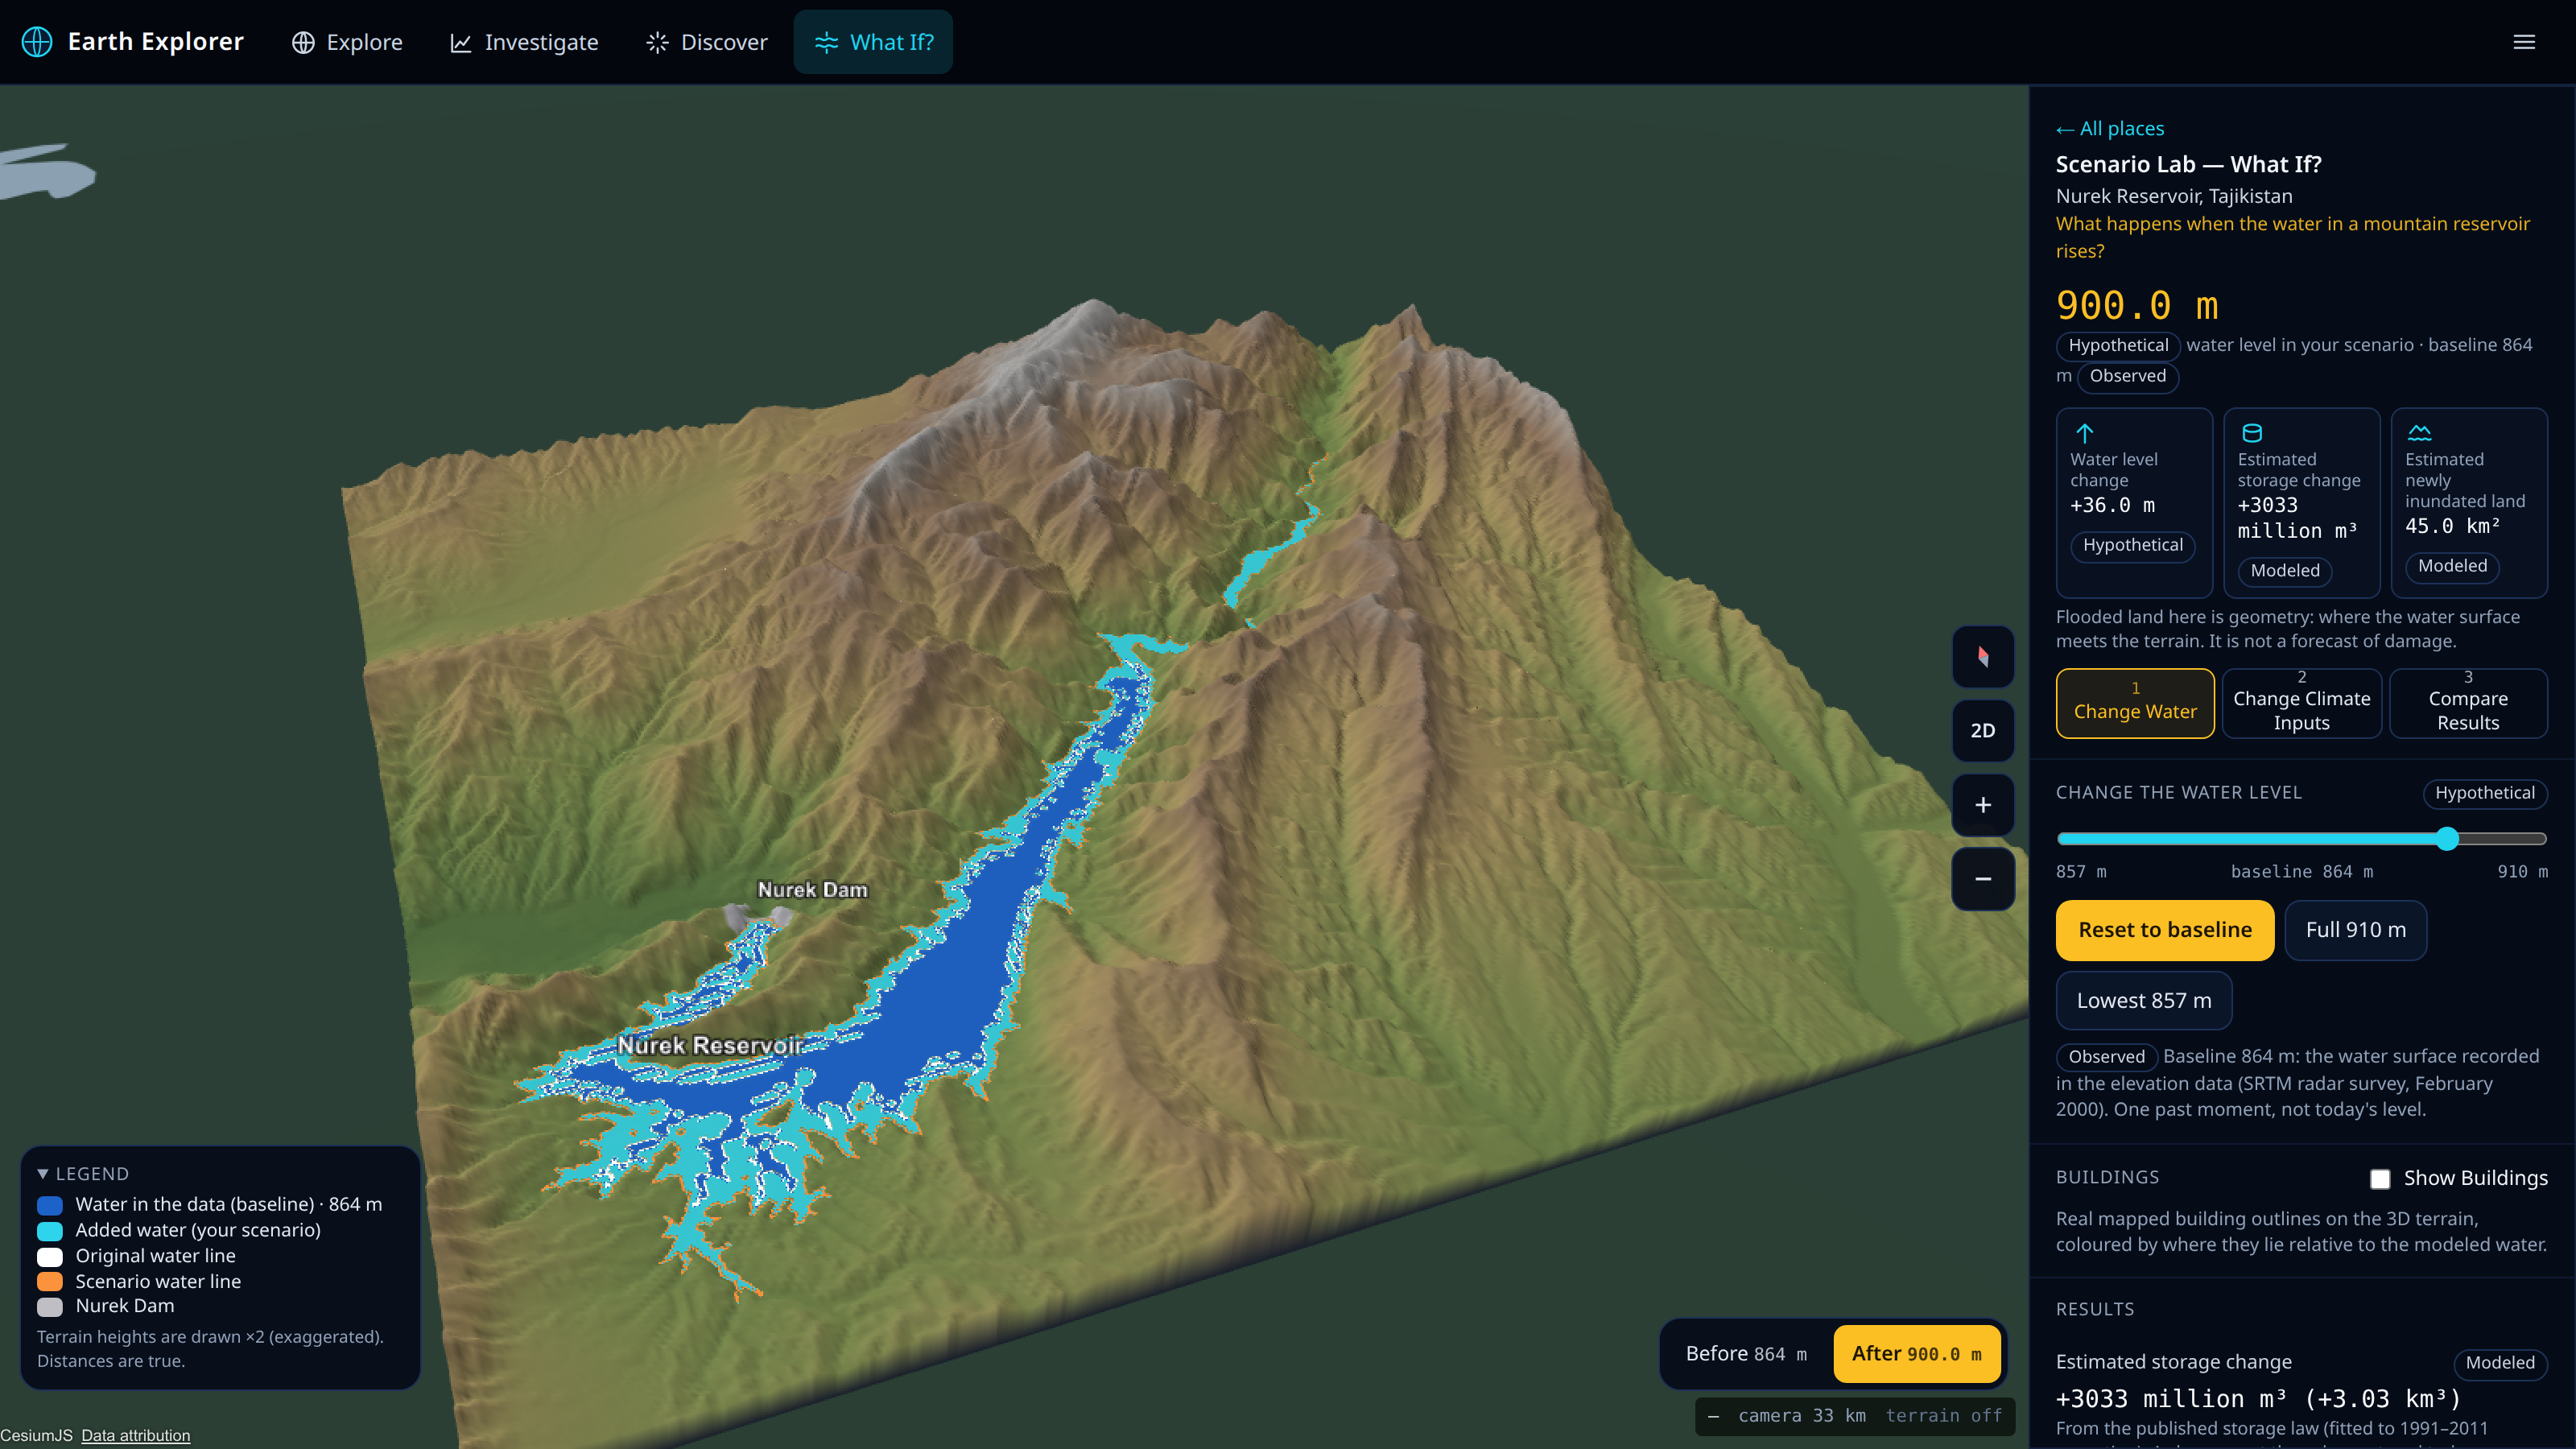 Earth Explorer
Explore
Investigate
Discover
What If?
← All places
Scenario Lab — What If?
Nurek Reservoir, Tajikistan
What happens when the water in a mountain reservoir
rises?
900.0 m
Hypothetical water level in your scenario · baseline 864
m Observed
Water level
change
+36.0 m
Hypothetical
Estimated
storage change
+3033
million m³
Modeled
Estimated
newly
inundated land
45.0 km²
Modeled
Flooded land here is geometry: where the water surface
meets the terrain. It is not a forecast of damage.
1
Change Water
2
Change Climate
Inputs
3
Compare
Results
CHANGE THE WATER LEVEL
Hypothetical
857 m
baseline 864 m
910 m
Reset to baseline
Full 910 m
Lowest 857 m
Observed Baseline 864 m: the water surface recorded
in the elevation data (SRTM radar survey, February
2000). One past moment, not today's level.
BUILDINGS
Show Buildings
Real mapped building outlines on the 3D terrain,
coloured by where they lie relative to the modeled water.
RESULTS
Estimated storage change
Modeled
+3033 million m³ (+3.03 km³)
From the published storage law (fitted to 1991–2011
2D
+
−
Nurek Dam
Nurek Reservoir
▼ LEGEND
Water in the data (baseline) · 864 m
Added water (your scenario)
Original water line
Scenario water line
Nurek Dam
Terrain heights are drawn ×2 (exaggerated).
Distances are true.
Before 864 m
After 900.0 m
— camera 33 km terrain off
CesiumJS Data attribution